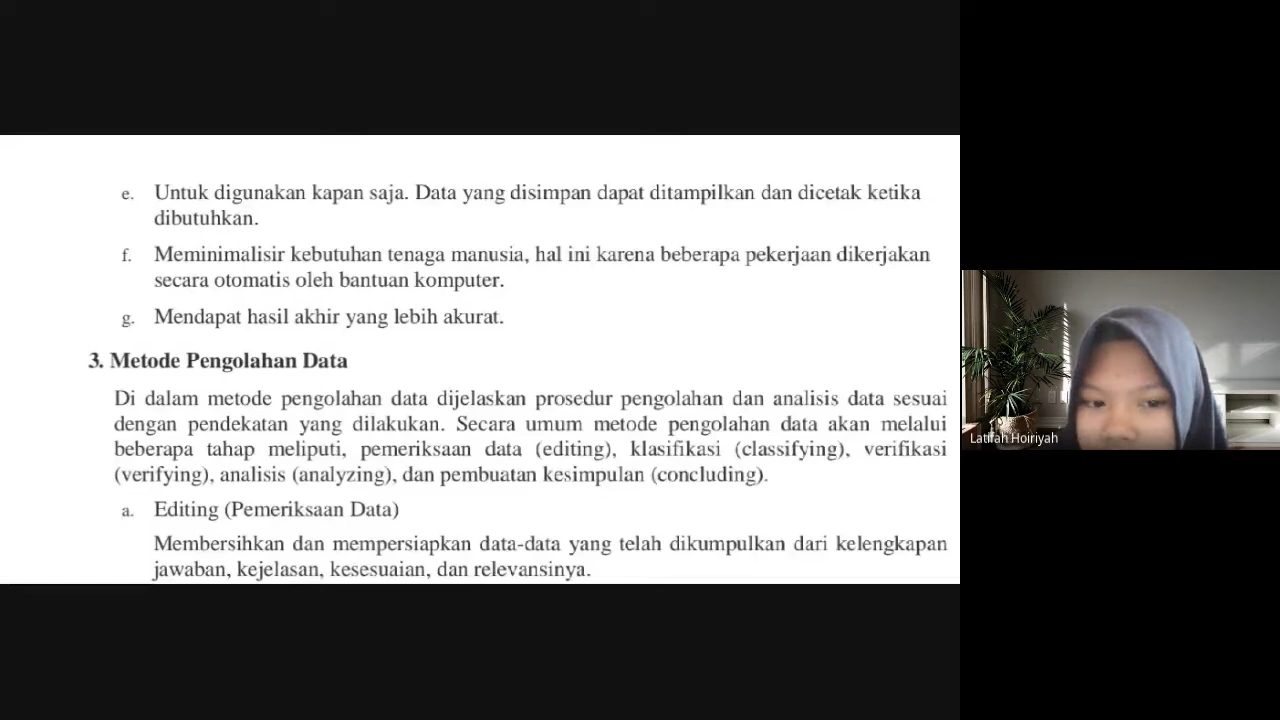 e. Untuk digunakan kapan saja. Data yang disimpan dapat ditampilkan dan dicetak ketika
dibutuhkan.
f. Meminimalisir kebutuhan tenaga manusia, hal ini karena beberapa pekerjaan dikerjakan
secara otomatis oleh bantuan komputer.
g. Mendapat hasil akhir yang lebih akurat.
3. Metode Pengolahan Data
Di dalam metode pengolahan data dijelaskan prosedur pengolahan dan analisis data sesuai
dengan pendekatan yang dilakukan. Secara umum metode pengolahan data akan melalui
beberapa tahap meliputi, pemeriksaan data (editing), klasifikasi (classifying), verifikasi
(verifying), analisis (analyzing), dan pembuatan kesimpulan (concluding).
a. Editing (Pemeriksaan Data)
Membersihkan dan mempersiapkan data-data yang telah dikumpulkan dari kelengkapan
jawaban, kejelasan, kesesuaian, dan relevansinya.
Latifah Hoiriyah